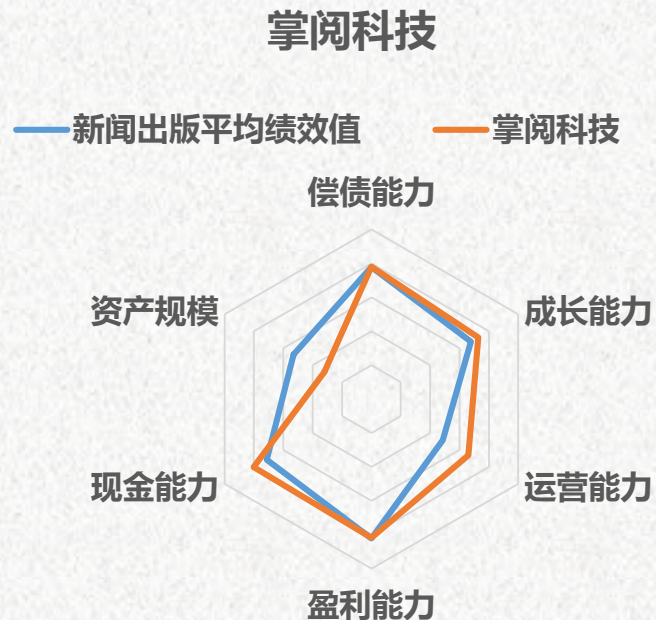 掌阅科技
新闻出版平均绩效值 掌阅科技
偿债能力
资产规模 成长能力
现金能力 运营能力
盈利能力